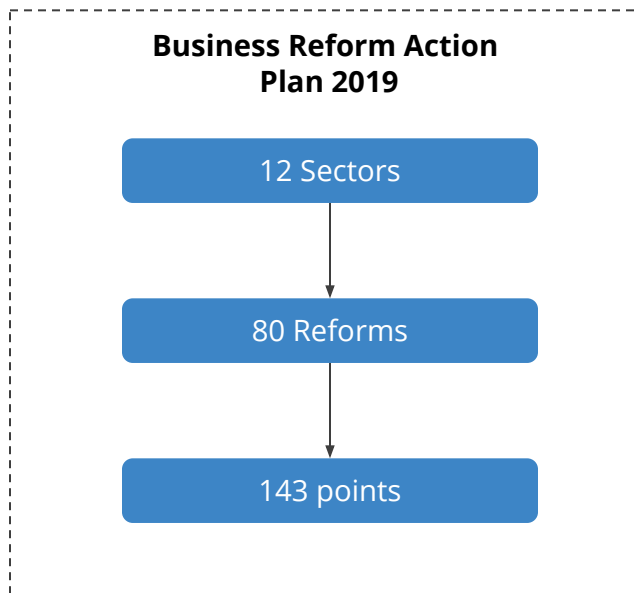 Business Reform Action
Plan 2019
12 Sectors
80 Reforms
143 points